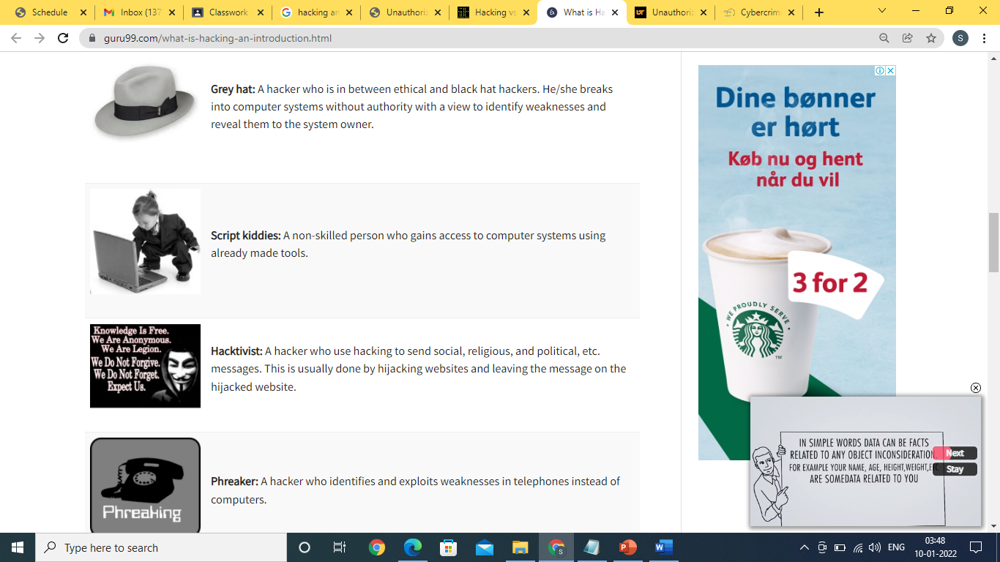 Schedule
Inbox (137
Classwork
hacking an
Unauthoriz
Hacking vs
What is Ha
Unauthoriz
Cybercrim
guru99.com/what-is-hacking-an-introduction.html
S
Grey hat: A hacker who is in between ethical and black hat hackers. He/she breaks
into computer systems without authority with a view to identify weaknesses and
reveal them to the system owner.
Script kiddies: A non-skilled person who gains access to computer systems using
already made tools.
Knowledge Is Free.
We Are Anonymous.
We Are Legion.
We Do Not Forgive.
We Do Not Forget.
Expect Us.
Hacktivist: A hacker who use hacking to send social, religious, and political, etc.
messages. This is usually done by hijacking websites and leaving the message on the
hijacked website.
Phreaking
Phreaker: A hacker who identifies and exploits weaknesses in telephones instead of
computers.
Dine bønner
er hørt
Køb nu og hent
når du vil
3 for 2
WE PROUDLY SERVE
TM
IN SIMPLE WORDS DATA CAN BE FACTS
RELATED TO ANY OBJECT INCONSIDERATION.
FOR EXAMPLE YOUR NAME, AGE, HEIGHT,WEIGHT,ETC
ARE SOMEDATA RELATED TO YOU
Next
Stay
Type here to search
ENG
03:48
10-01-2022